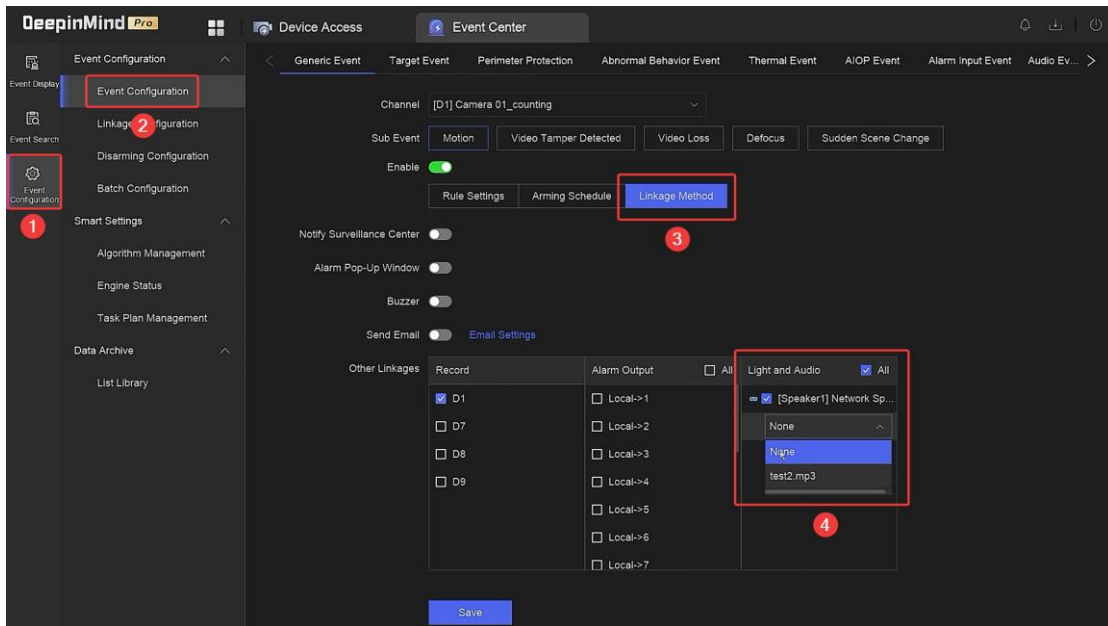 DeepinMind Pro
Device Access
Event Center
Event Display
Event Search
Event Configuration
1
Event Configuration
Event Configuration
2
Linkage Configuration
Disarming Configuration
Batch Configuration
Smart Settings
Algorithm Management
Engine Status
Task Plan Management
Data Archive
List Library
< Generic Event Target Event Perimeter Protection Abnormal Behavior Event Thermal Event AIOP Event Alarm Input Event Audio Ev... >
Channel [D1] Camera 01_counting
Sub Event Motion Video Tamper Detected Video Loss Defocus Sudden Scene Change
Enable
Rule Settings Arming Schedule Linkage Method
3
Notify Surveillance Center
Alarm Pop-Up Window
Buzzer
Send Email Email Settings
Other Linkages Record Alarm Output All Light and Audio All
D1 Local->1 [Speaker1] Network Sp...
D7 Local->2 None
D8 Local->3 None
D9 Local->4 test2.mp3
Local->5
4
Local->6
Local->7
Save